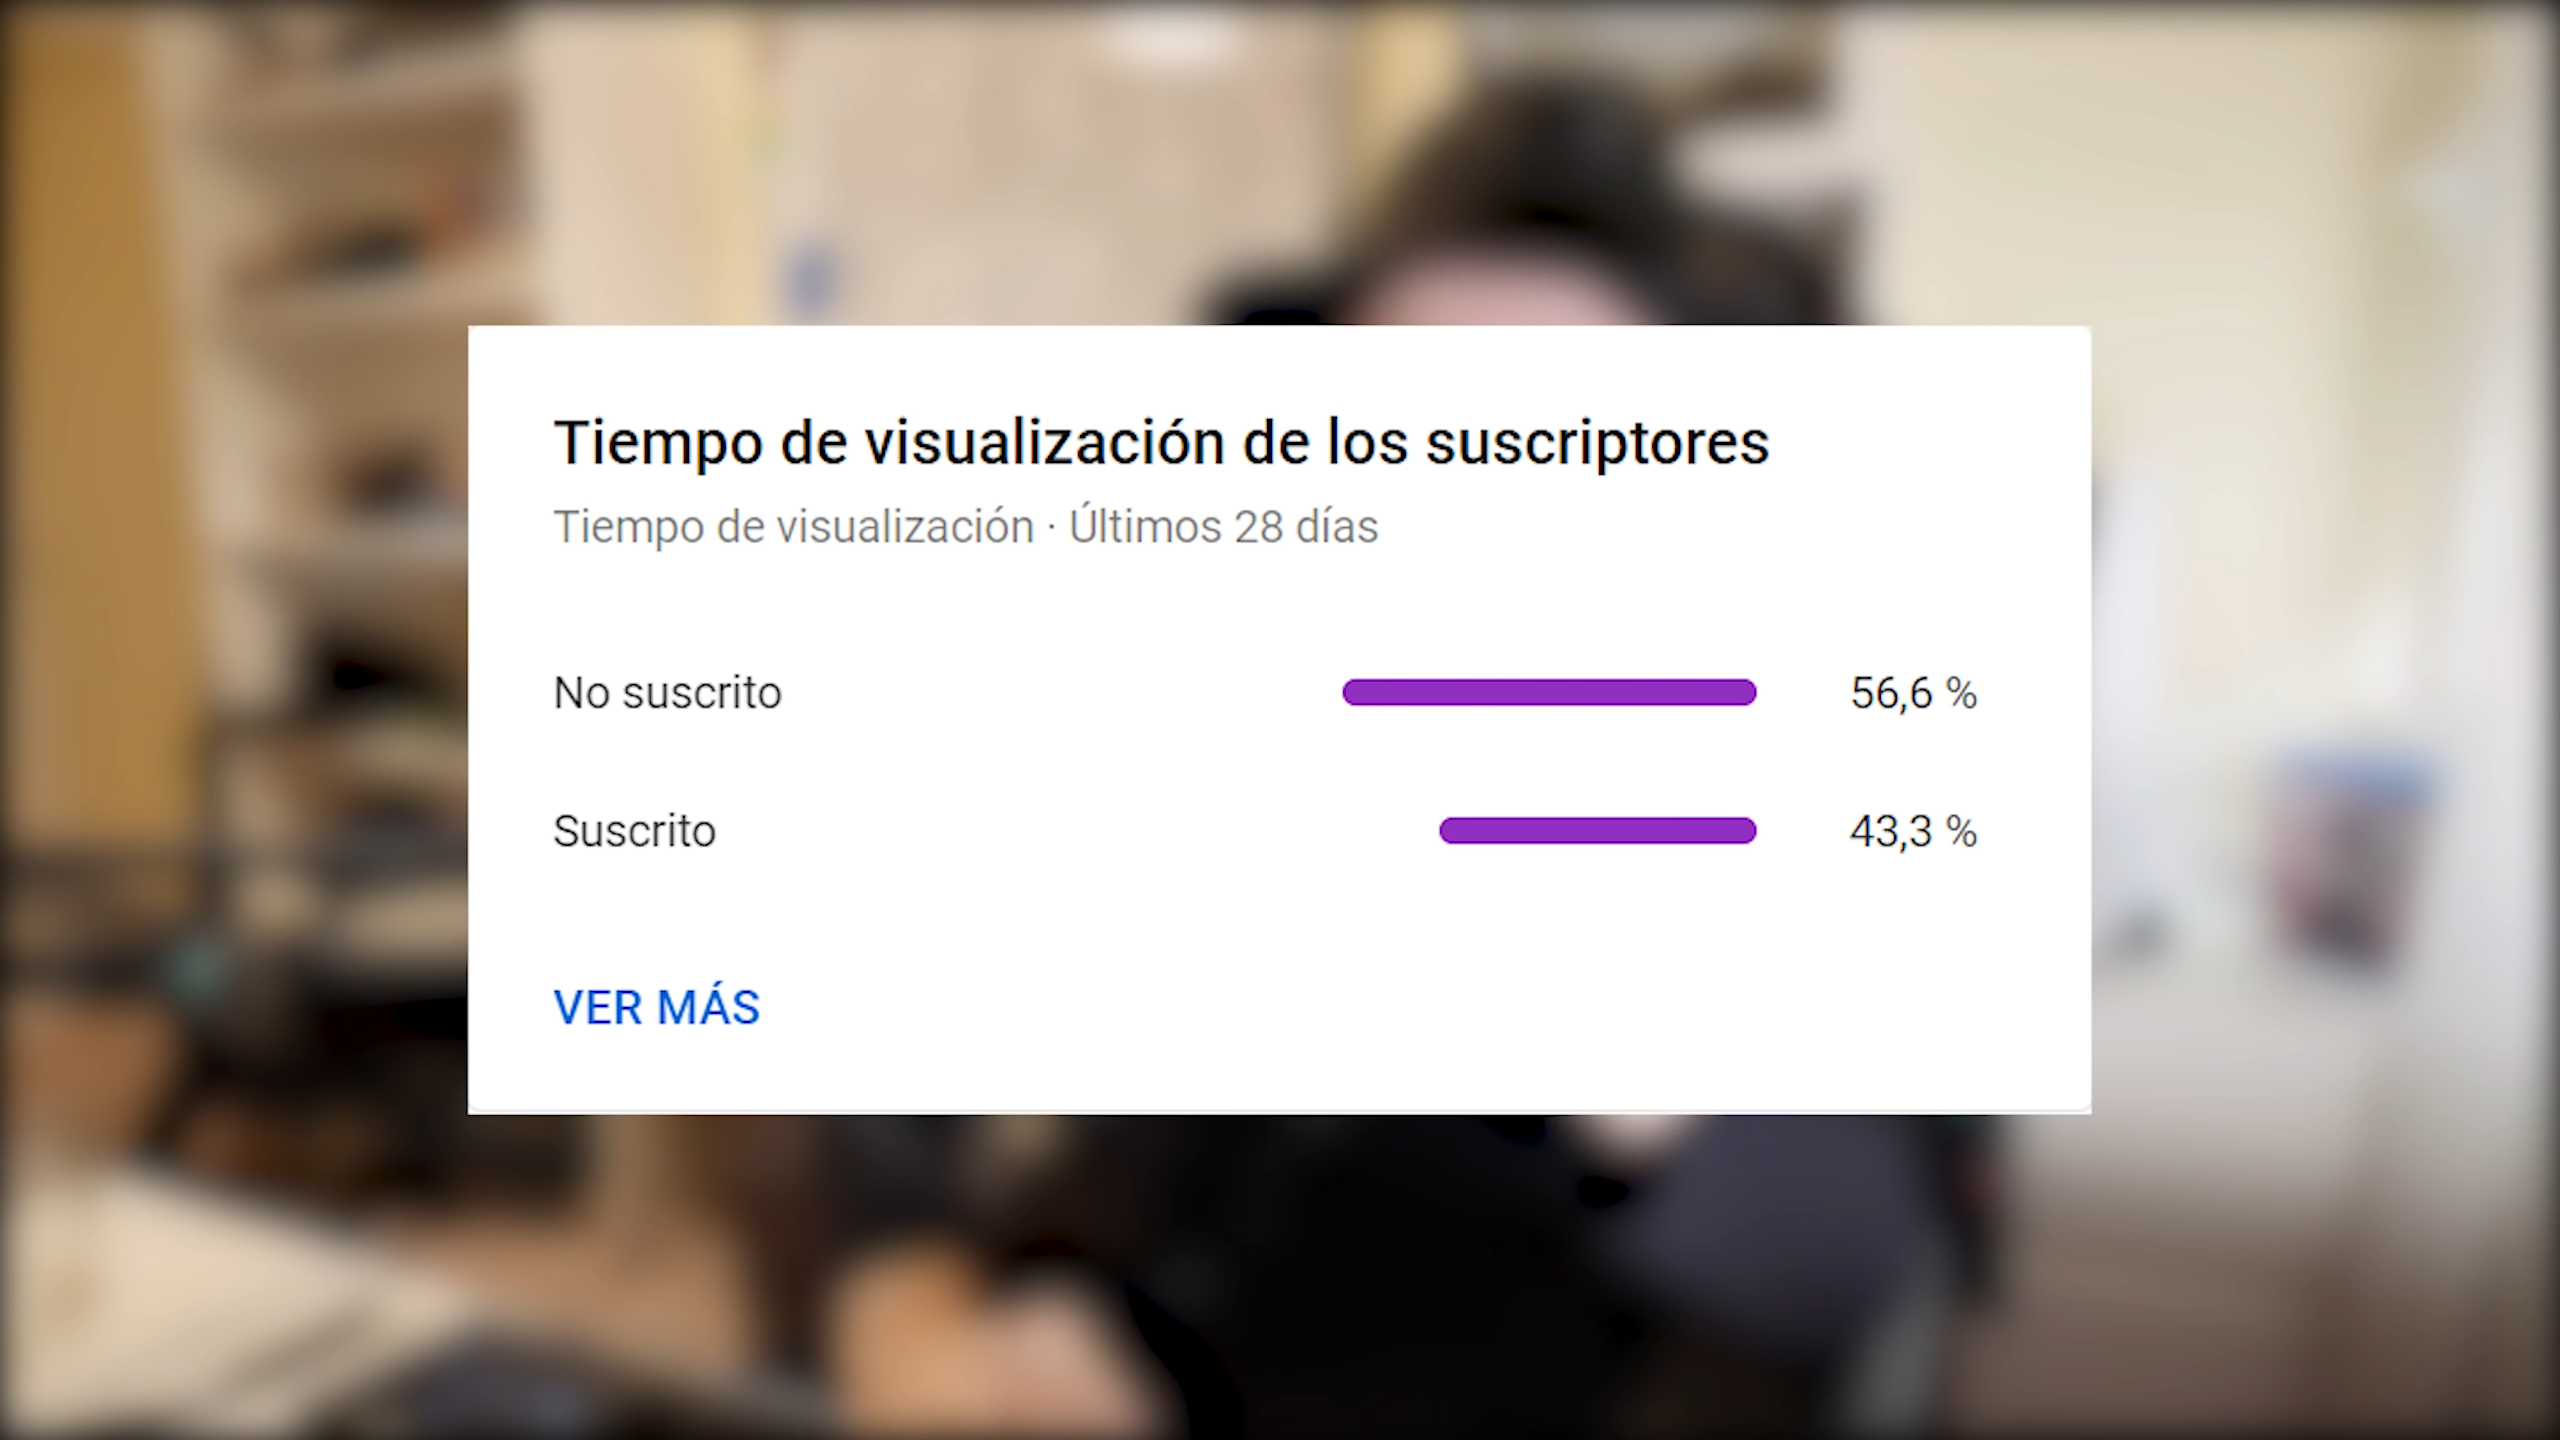 Tiempo de visualización de los suscriptores
Tiempo de visualización · Últimos 28 días
No suscrito 56,6 %
Suscrito 43,3 %
VER MÁS